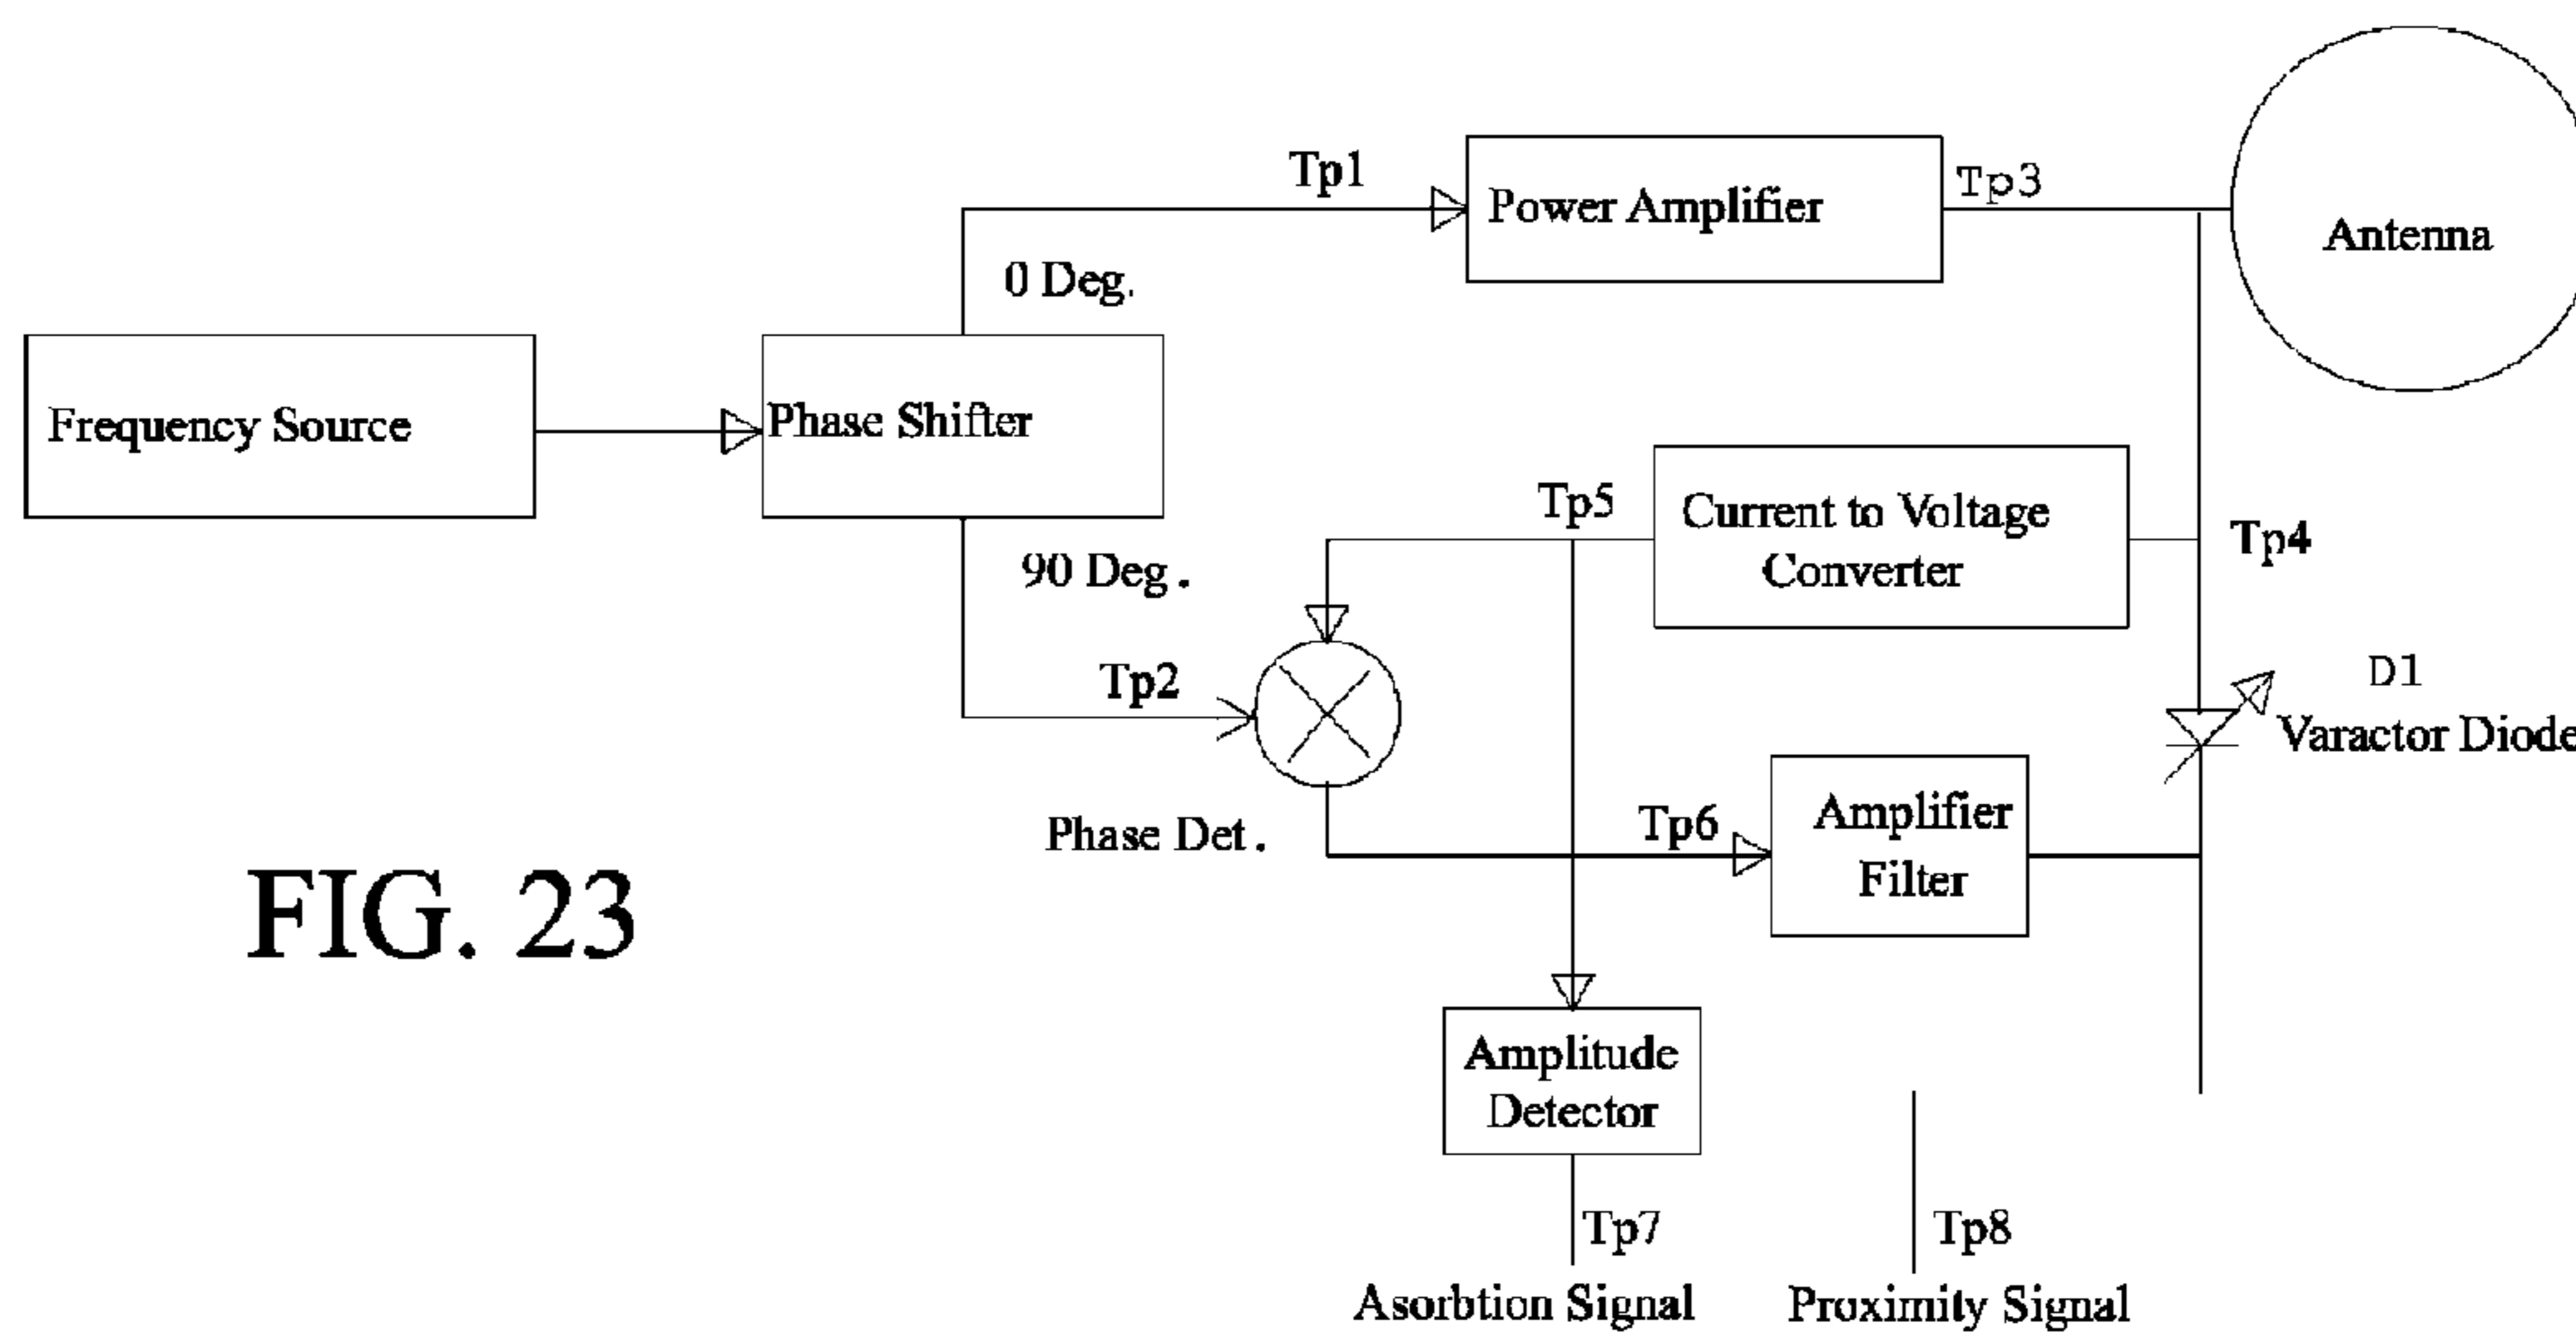 Tp1
Power Amplifier
Tp3
Antenna
0 Deg.
Frequency Source
Phase Shifter
Tp5
Current to Voltage
Converter
Tp4
90 Deg.
Tp2
D1
Varactor Diode
Phase Det.
Tp6
Amplifier
Filter
FIG. 23
Amplitude
Detector
Tp7
Tp8
Asorbtion Signal
Proximity Signal